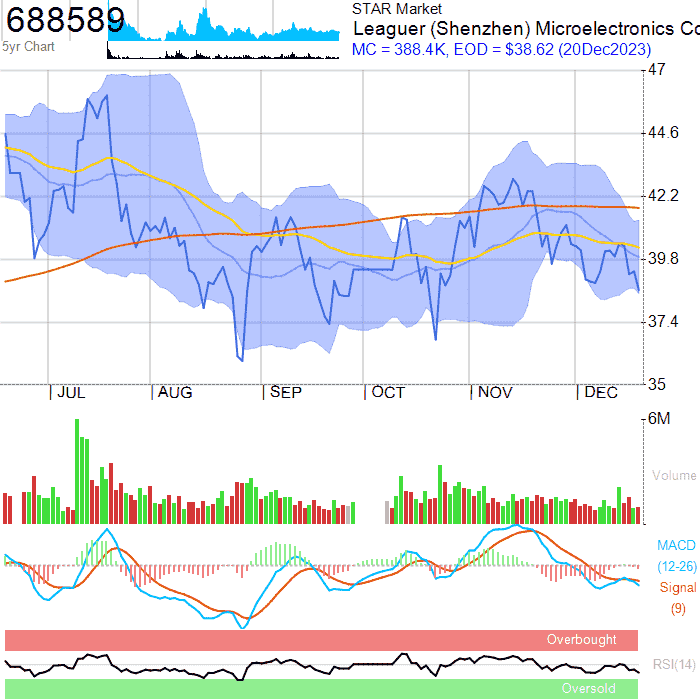 688589
5yr Chart
STAR Market
Leaguer (Shenzhen) Microelectronics Co
MC = 388.4K, EOD = $38.62 (20Dec2023)
47
44.6
42.2
39.8
37.4
35
JUL AUG SEP OCT NOV DEC
6M
Volume
MACD
(12-26)
Signal
(9)
Overbought
RSI(14)
Oversold